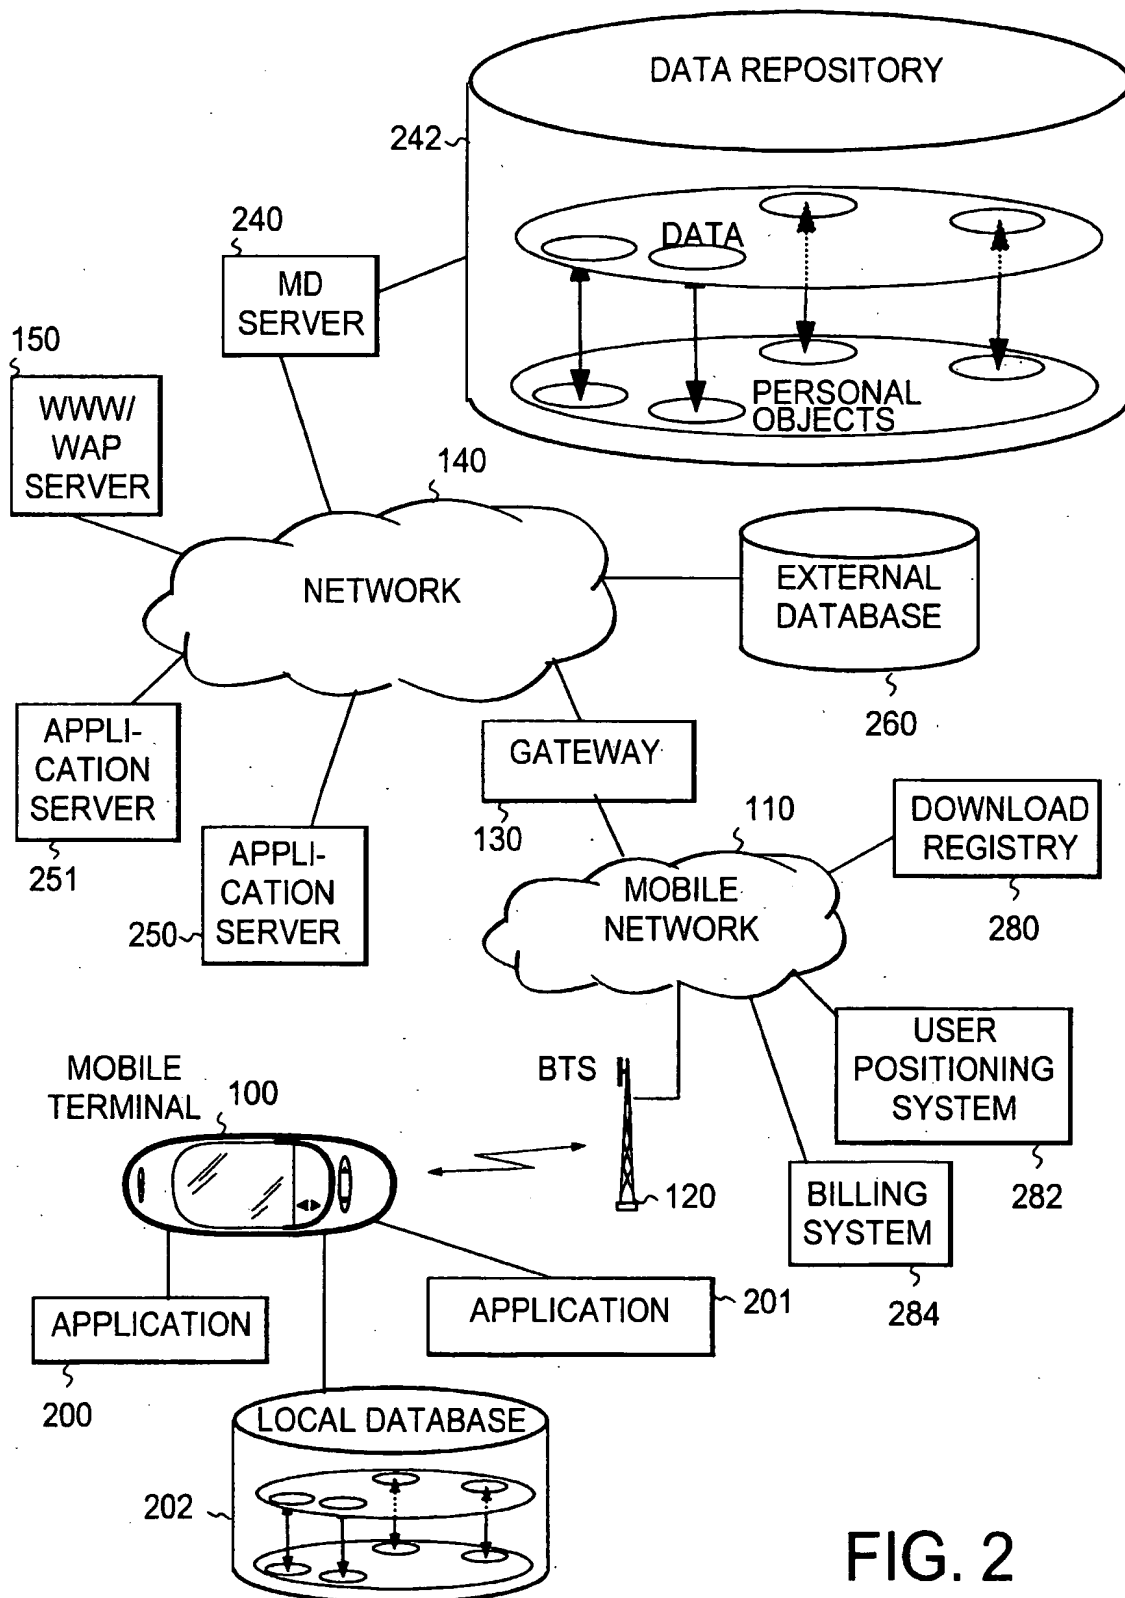 DATA REPOSITORY
242
DATA
PERSONAL
OBJECTS
240
MD
SERVER
150
WWW/
WAP
SERVER
140
NETWORK
EXTERNAL
DATABASE
260
APPLI-
CATION
SERVER
251
GATEWAY
130
APPLI-
CATION
SERVER
250
110
MOBILE
NETWORK
DOWNLOAD
REGISTRY
280
USER
POSITIONING
SYSTEM
282
BTS
120
BILLING
SYSTEM
284
MOBILE
TERMINAL
100
APPLICATION
200
APPLICATION
201
LOCAL DATABASE
202
FIG. 2